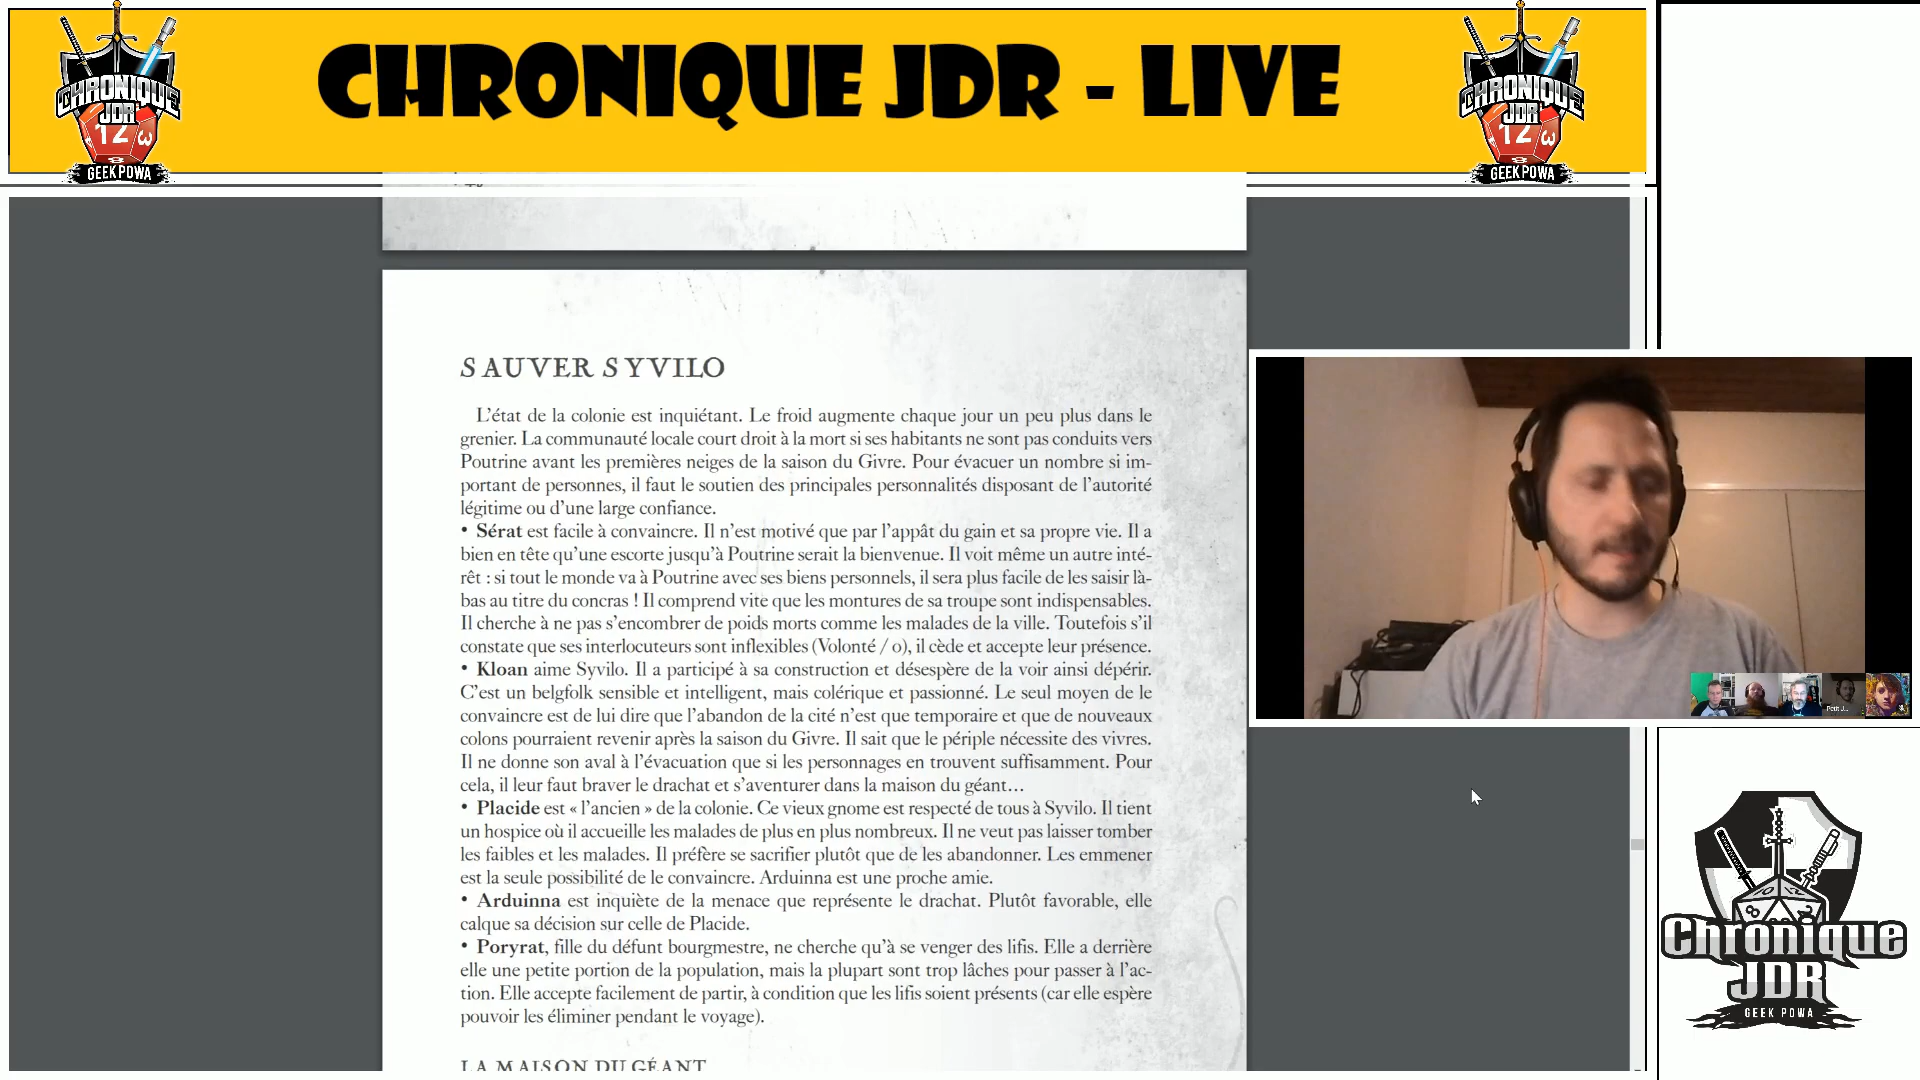 CHRONIQUE JDR - LIVE
CHRONIQUE
JDR
12
GEEK POWA
CHRONIQUE
JDR
12
GEEK POWA
SAUVER SYVILO
L'état de la colonie est inquiétant. Le froid augmente chaque jour un peu plus dans le
grenier. La communauté locale court droit à la mort si ses habitants ne sont pas conduits vers
Poutrine avant les premières neiges de la saison du Givre. Pour évacuer un nombre si im-
portant de personnes, il faut le soutien des principales personnalités disposant de l'autorité
légitime ou d'une large confiance.
• Sérat est facile à convaincre. Il n'est motivé que par l'appât du gain et sa propre vie. Il a
bien en tête qu'une escorte jusqu'à Poutrine serait la bienvenue. Il voit même un autre inté-
rêt : si tout le monde va à Poutrine avec ses biens personnels, il sera plus facile de les saisir là-
bas au titre du concras ! Il comprend vite que les montures de sa troupe sont indispensables.
Il cherche à ne pas s'encombrer de poids morts comme les malades de la ville. Toutefois s'il
constate que ses interlocuteurs sont inflexibles (Volonté / 0), il cède et accepte leur présence.
• Kloan aime Syvilo. Il a participé à sa construction et désespère de la voir ainsi dépérir.
C'est un belgfolk sensible et intelligent, mais colérique et passionné. Le seul moyen de le
convaincre est de lui dire que l'abandon de la cité n'est que temporaire et que de nouveaux
colons pourraient revenir après la saison du Givre. Il sait que le périple nécessite des vivres.
Il ne donne son aval à l'évacuation que si les personnages en trouvent suffisamment. Pour
cela, il leur faut braver le drachat et s'aventurer dans la maison du géant…
• Placide est « l'ancien » de la colonie. Ce vieux gnome est respecté de tous à Syvilo. Il tient
un hospice où il accueille les malades de plus en plus nombreux. Il ne veut pas laisser tomber
les faibles et les malades. Il préfère se sacrifier plutôt que de les abandonner. Les emmener
est la seule possibilité de le convaincre. Arduinna est une proche amie.
• Arduinna est inquiète de la menace que représente le drachat. Plutôt favorable, elle
calque sa décision sur celle de Placide.
• Poryrat, fille du défunt bourgmestre, ne cherche qu'à se venger des lifis. Elle a derrière
elle une petite portion de la population, mais la plupart sont trop lâches pour passer à l'ac-
tion. Elle accepte facilement de partir, à condition que les lifis soient présents (car elle espère
pouvoir les éliminer pendant le voyage).
LA MAISON DU GÉANT
Petit J...
Chronique
JDR
GEEK POWA